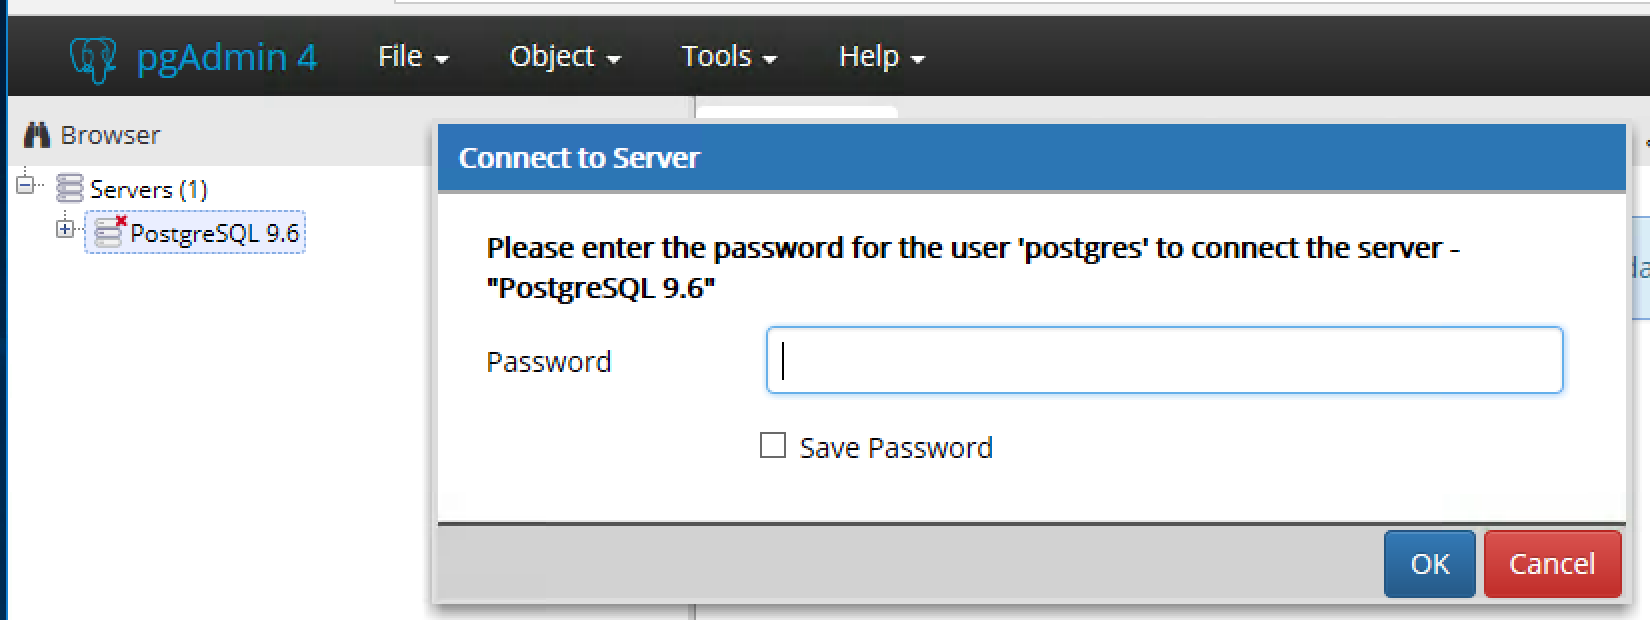 pgAdmin 4 File Object Tools Help
Browser
Servers (1)
PostgreSQL 9.6
Connect to Server
Please enter the password for the user 'postgres' to connect the server -
"PostgreSQL 9.6"
Password
Save Password
OK Cancel